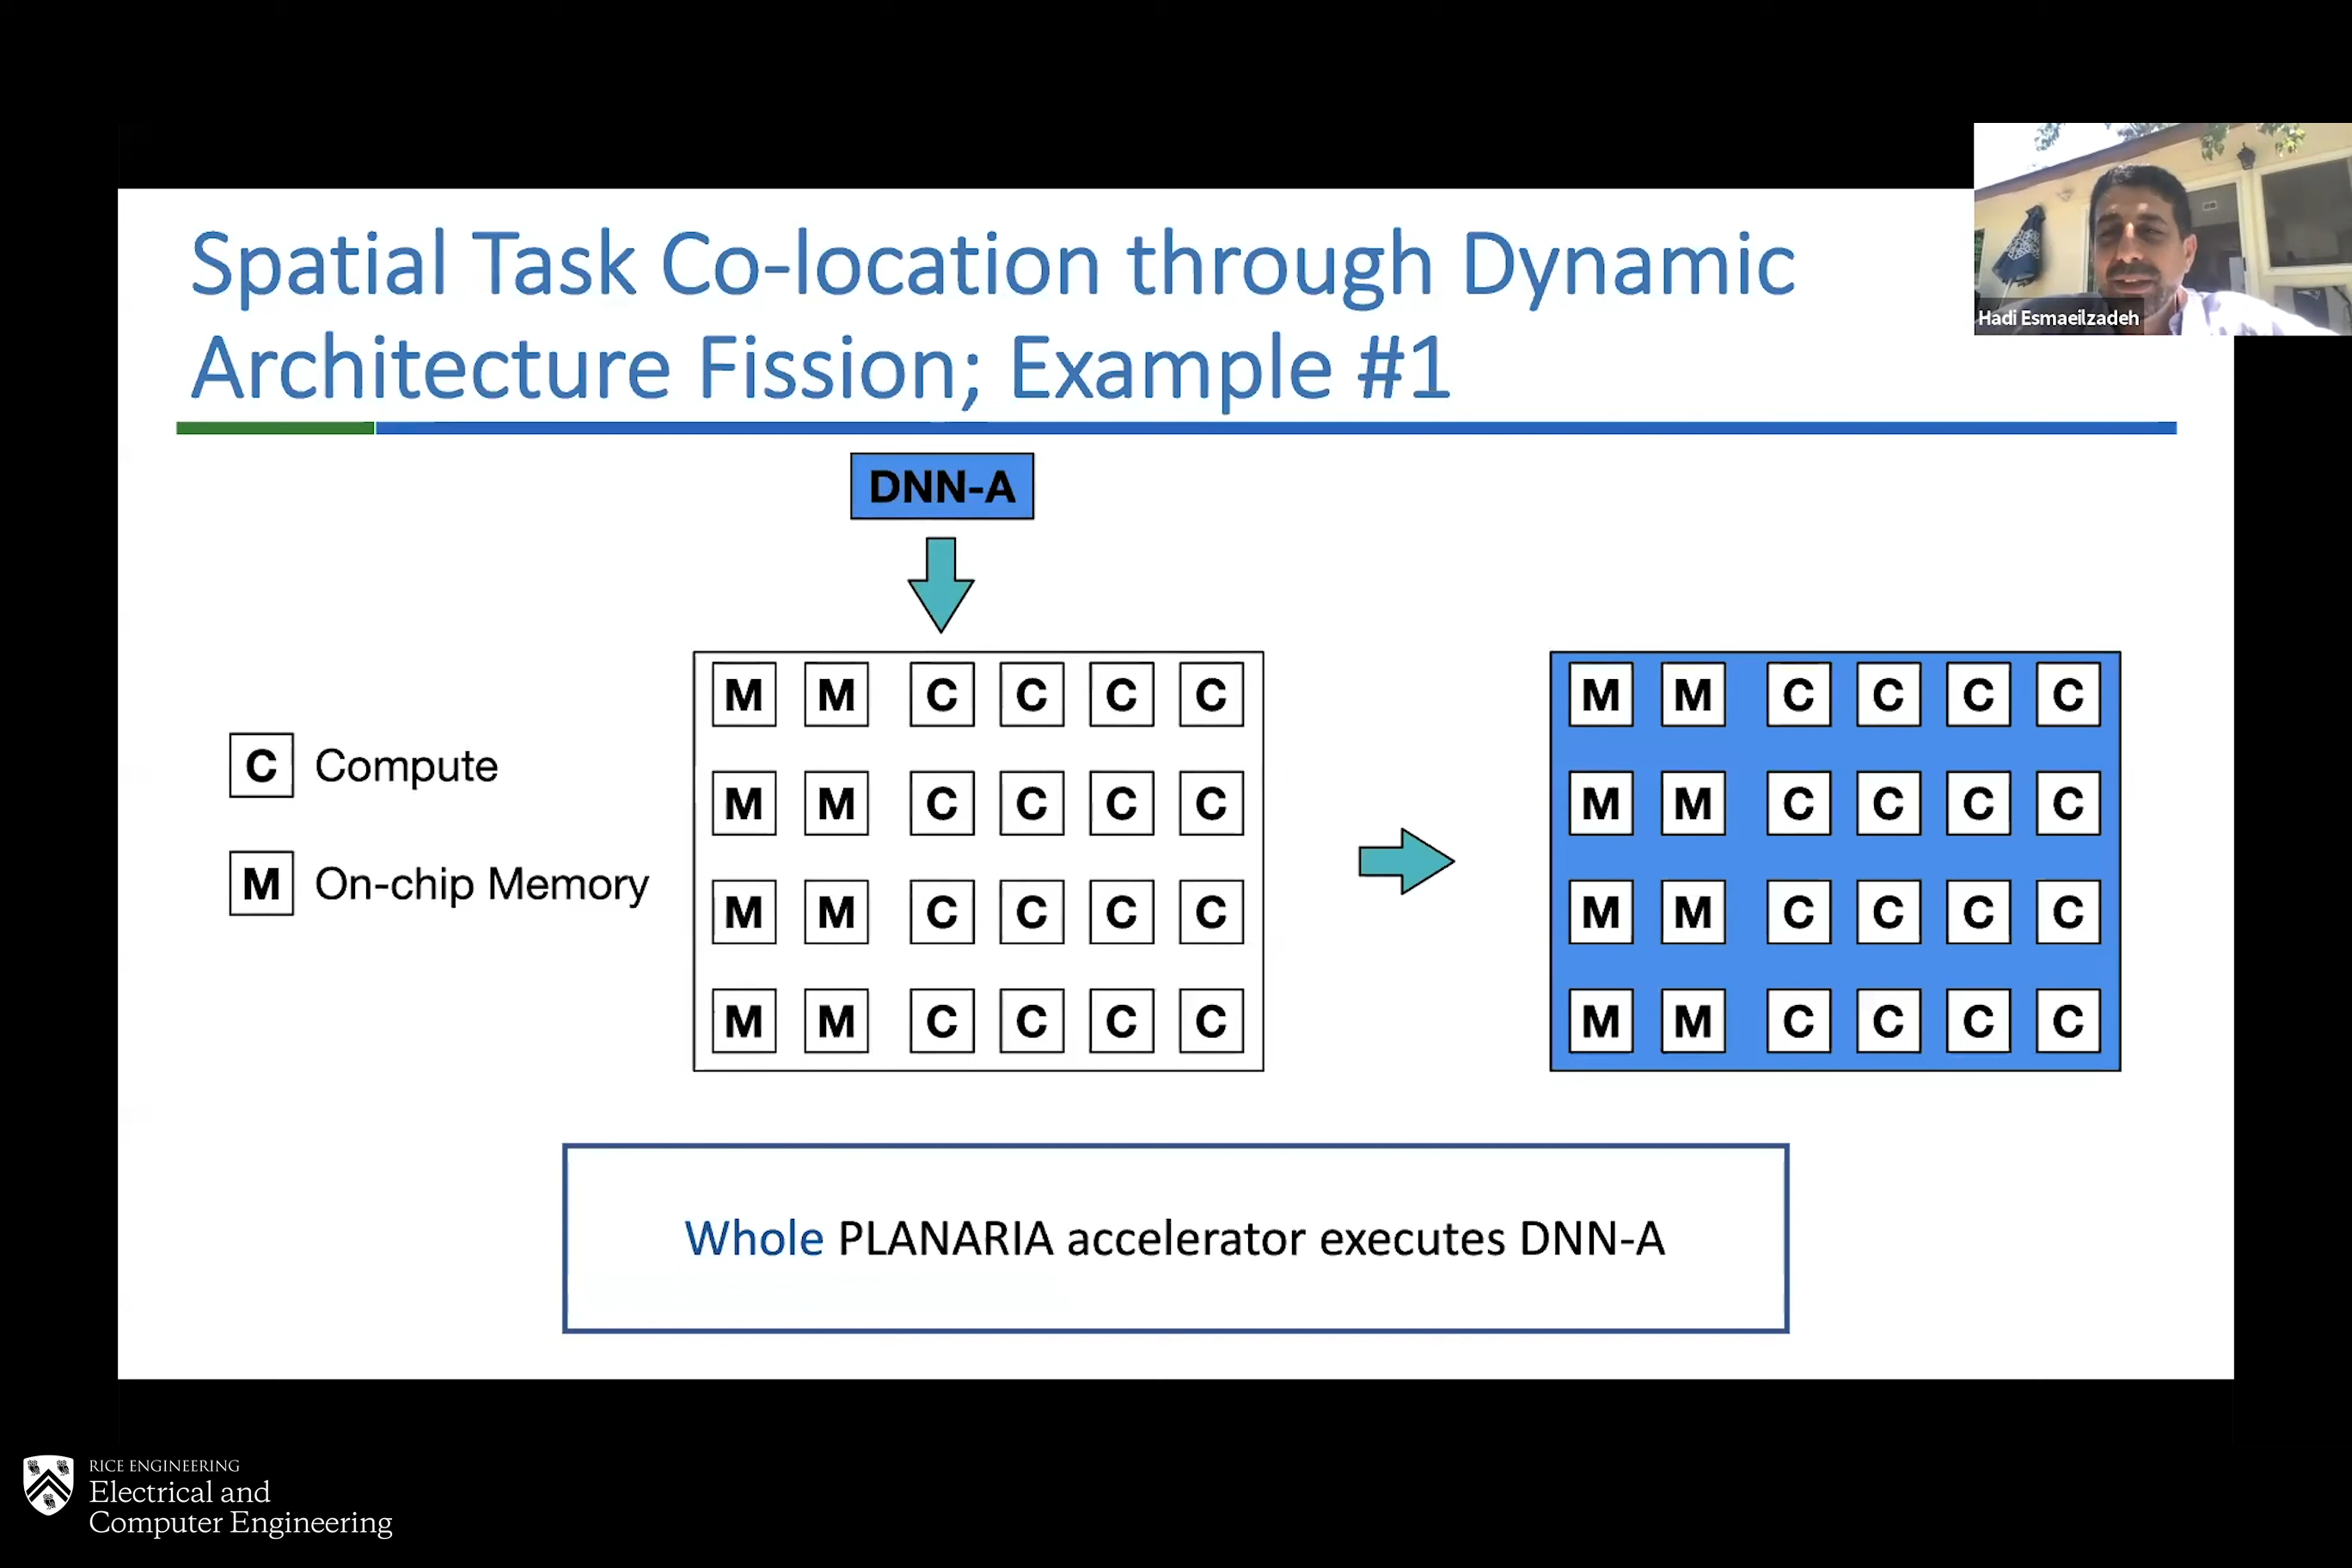 Spatial Task Co-location through Dynamic
Architecture Fission; Example #1
Hadi Esmaeilzadeh
DNN-A
C Compute
M On-chip Memory
M M C C C C
M M C C C C
M M C C C C
M M C C C C
M M C C C C
M M C C C C
M M C C C C
M M C C C C
Whole PLANARIA accelerator executes DNN-A
RICE ENGINEERING
Electrical and
Computer Engineering